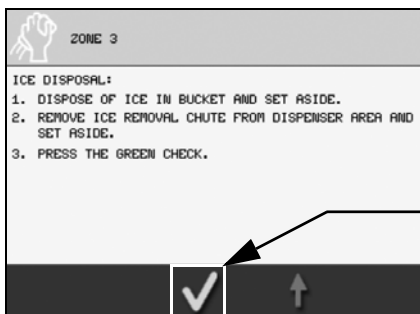 ZONE 3
ICE DISPOSAL:
1. DISPOSE OF ICE IN BUCKET AND SET ASIDE.
2. REMOVE ICE REMOVAL CHUTE FROM DISPENSER AREA AND
SET ASIDE.
3. PRESS THE GREEN CHECK.